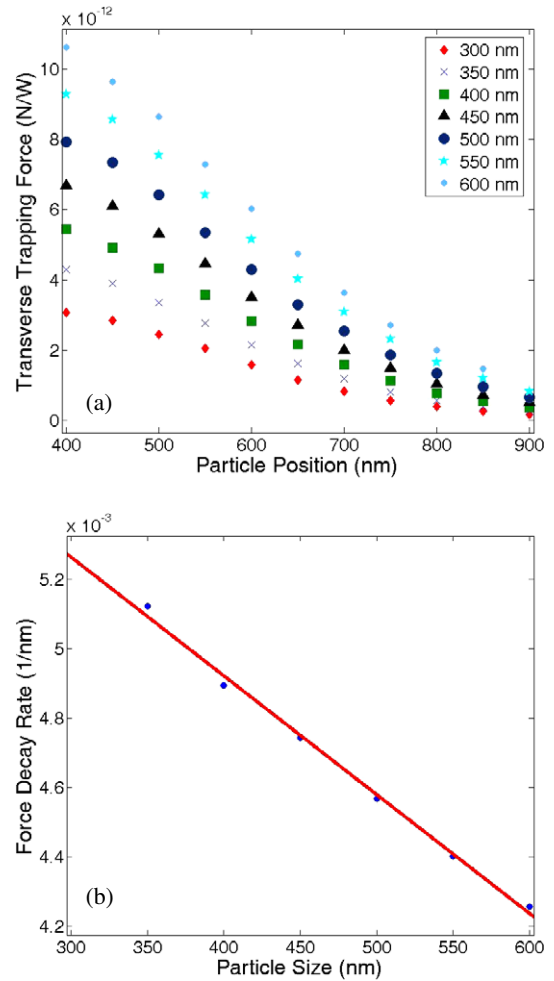 x 10⁻¹²
Transverse Trapping Force (N/W)
10
8
6
4
2
0
300 nm
350 nm
400 nm
450 nm
500 nm
550 nm
600 nm
(a)
400 500 600 700 800 900
Particle Position (nm)
x 10⁻³
Force Decay Rate (1/nm)
5.2
5
4.8
4.6
4.4
4.2
(b)
300 350 400 450 500 550 600
Particle Size (nm)